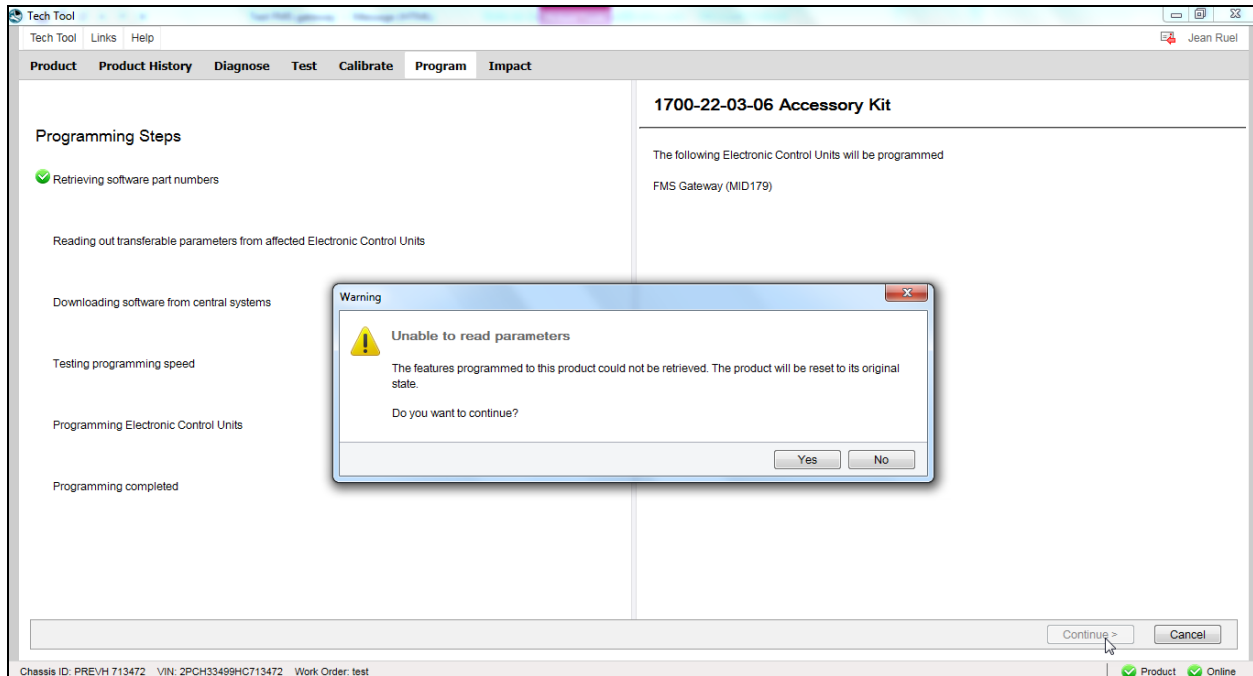 Tech Tool
Tech Tool Links Help
Jean Ruel
Product Product History Diagnose Test Calibrate Program Impact
1700-22-03-06 Accessory Kit
Programming Steps
The following Electronic Control Units will be programmed
Retrieving software part numbers
FMS Gateway (MID179)
Reading out transferable parameters from affected Electronic Control Units
Downloading software from central systems
Testing programming speed
Programming Electronic Control Units
Programming completed
Warning
Unable to read parameters
The features programmed to this product could not be retrieved. The product will be reset to its original
state.
Do you want to continue?
Yes No
Continue > Cancel
Chassis ID: PREVH 713472 VIN: 2PCH33499HC713472 Work Order: test
Product Online